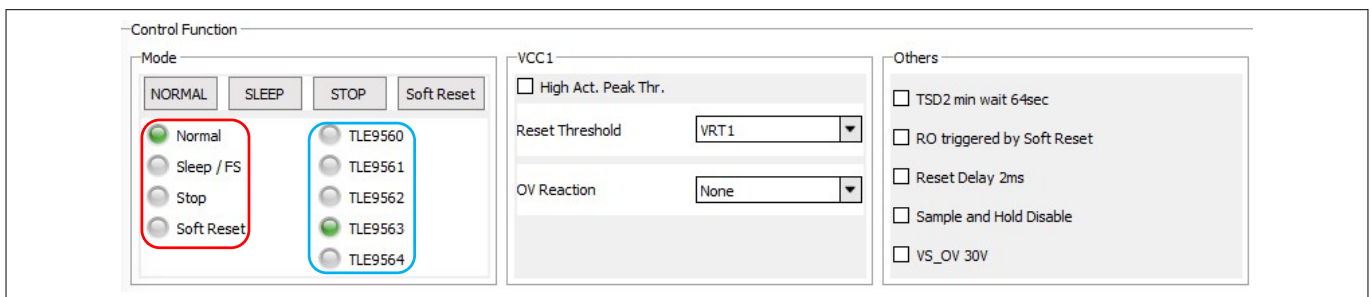 Control Function
Mode
NORMAL SLEEP STOP Soft Reset
Normal TLE9560
Sleep / FS TLE9561
Stop TLE9562
Soft Reset TLE9563
TLE9564
VCC1
High Act. Peak Thr.
Reset Threshold VRT1
OV Reaction None
Others
TSD2 min wait 64sec
RO triggered by Soft Reset
Reset Delay 2ms
Sample and Hold Disable
VS_OV 30V